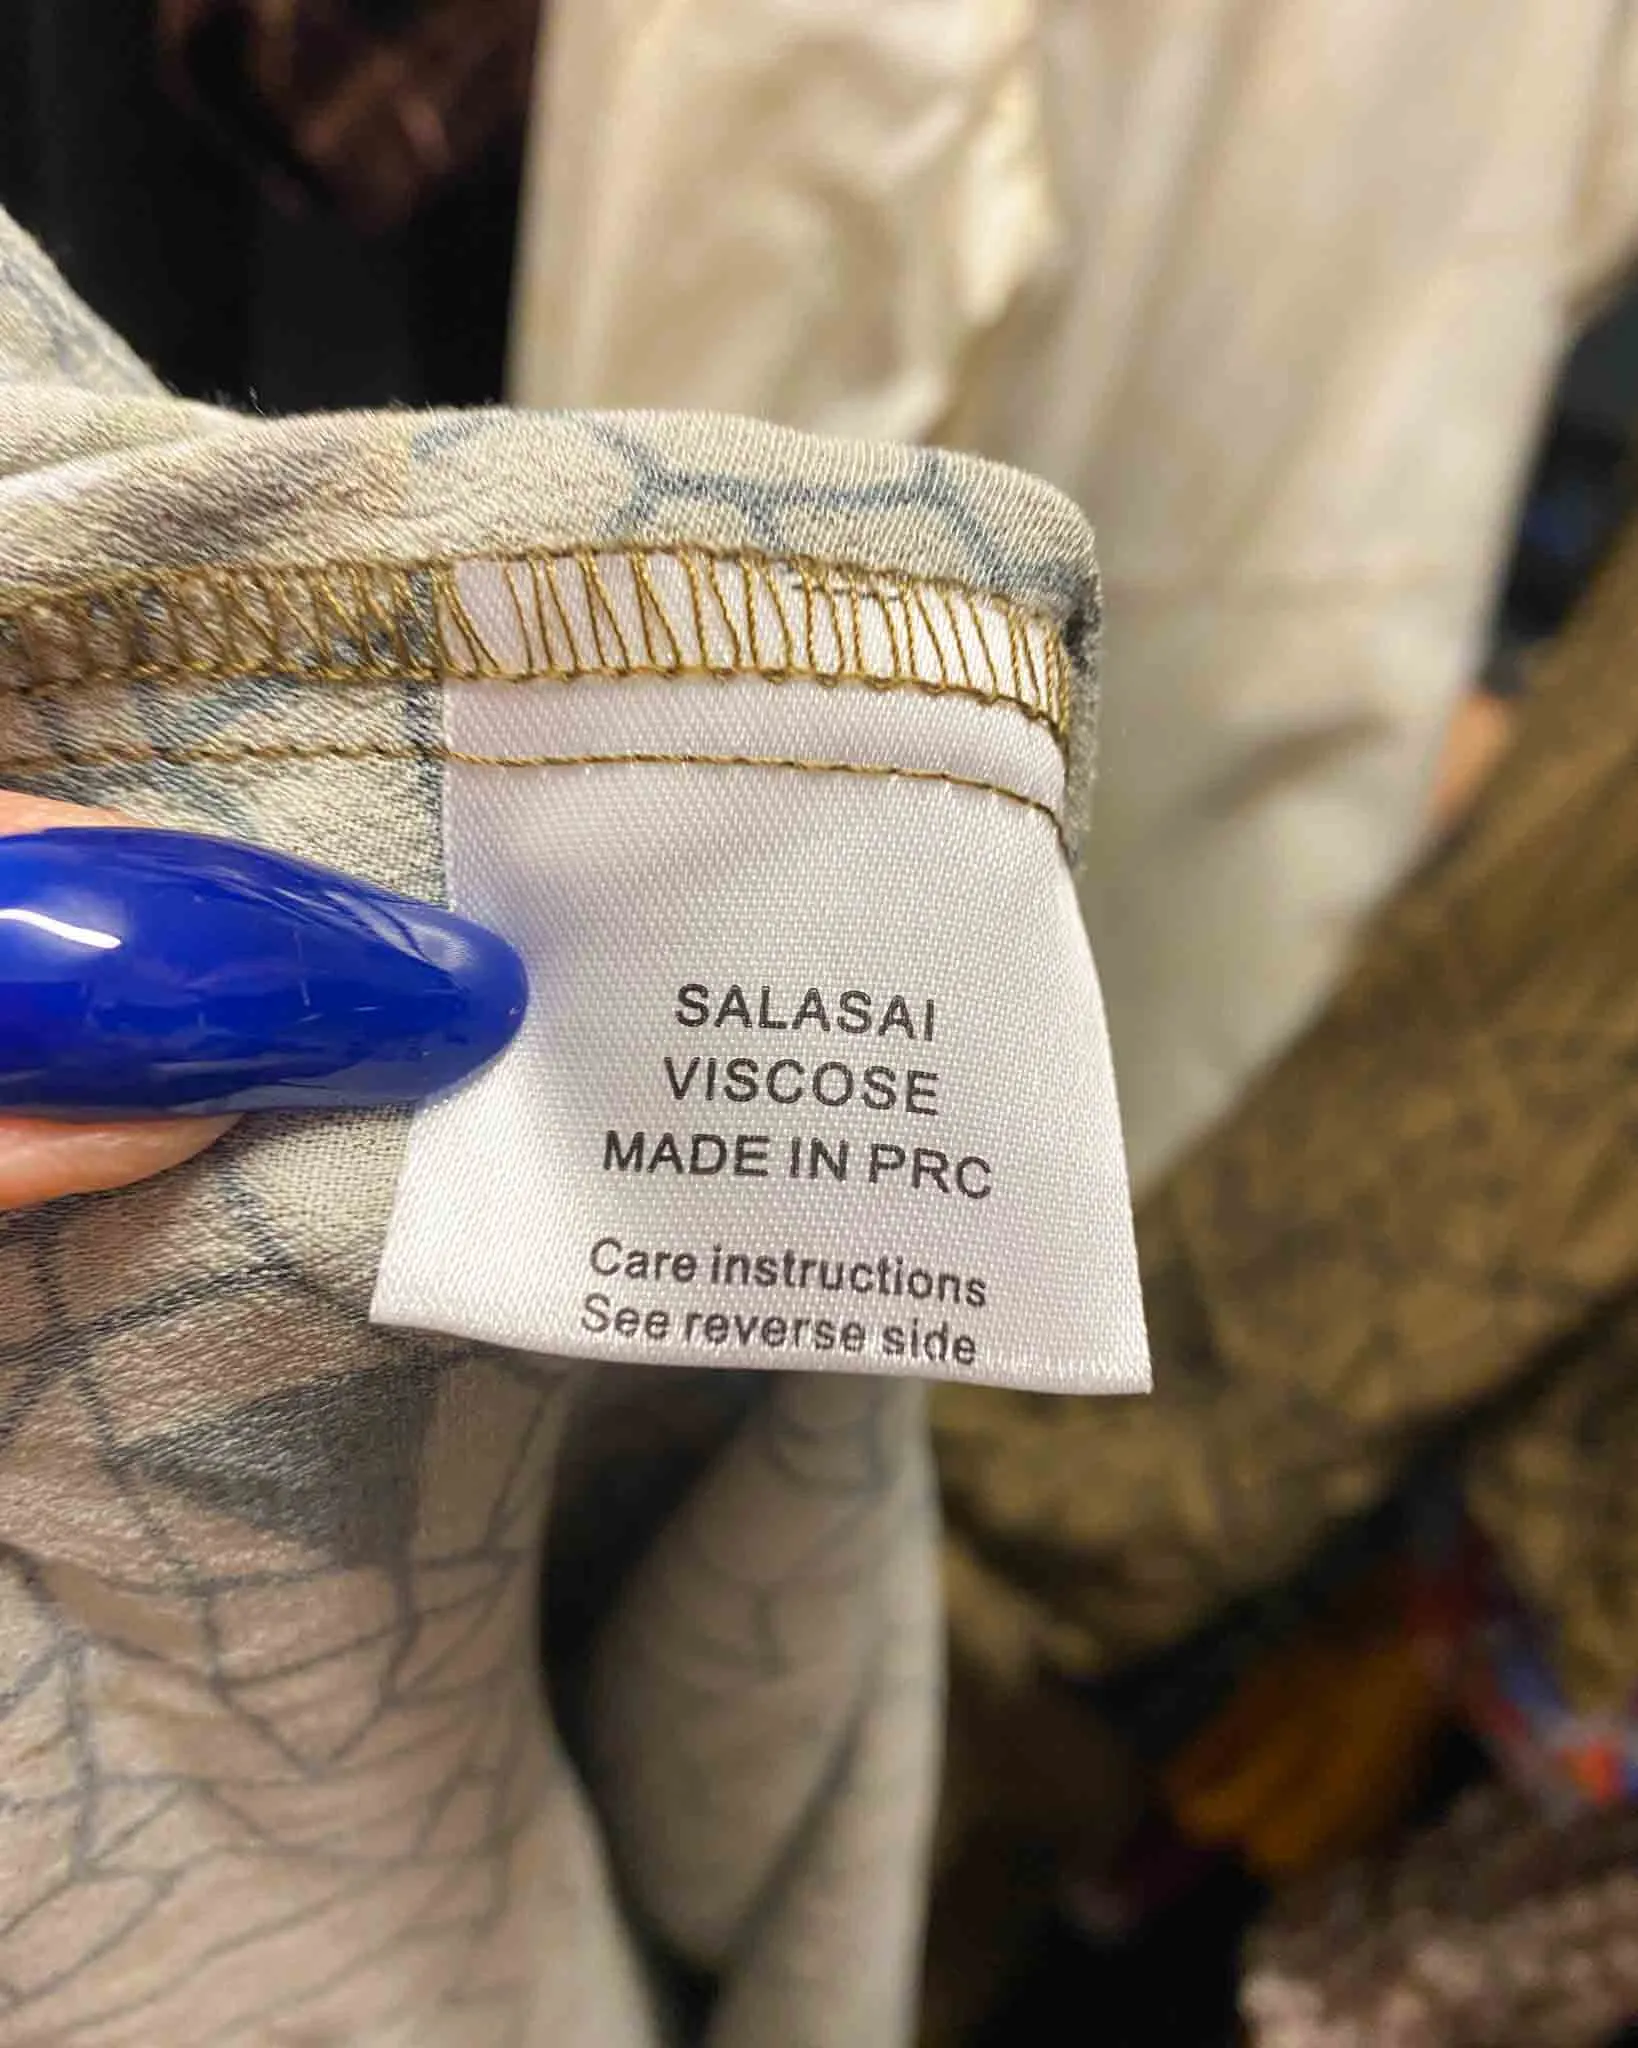 SALASAI
VISCOSE
MADE IN PRC
Care instructions
See reverse side